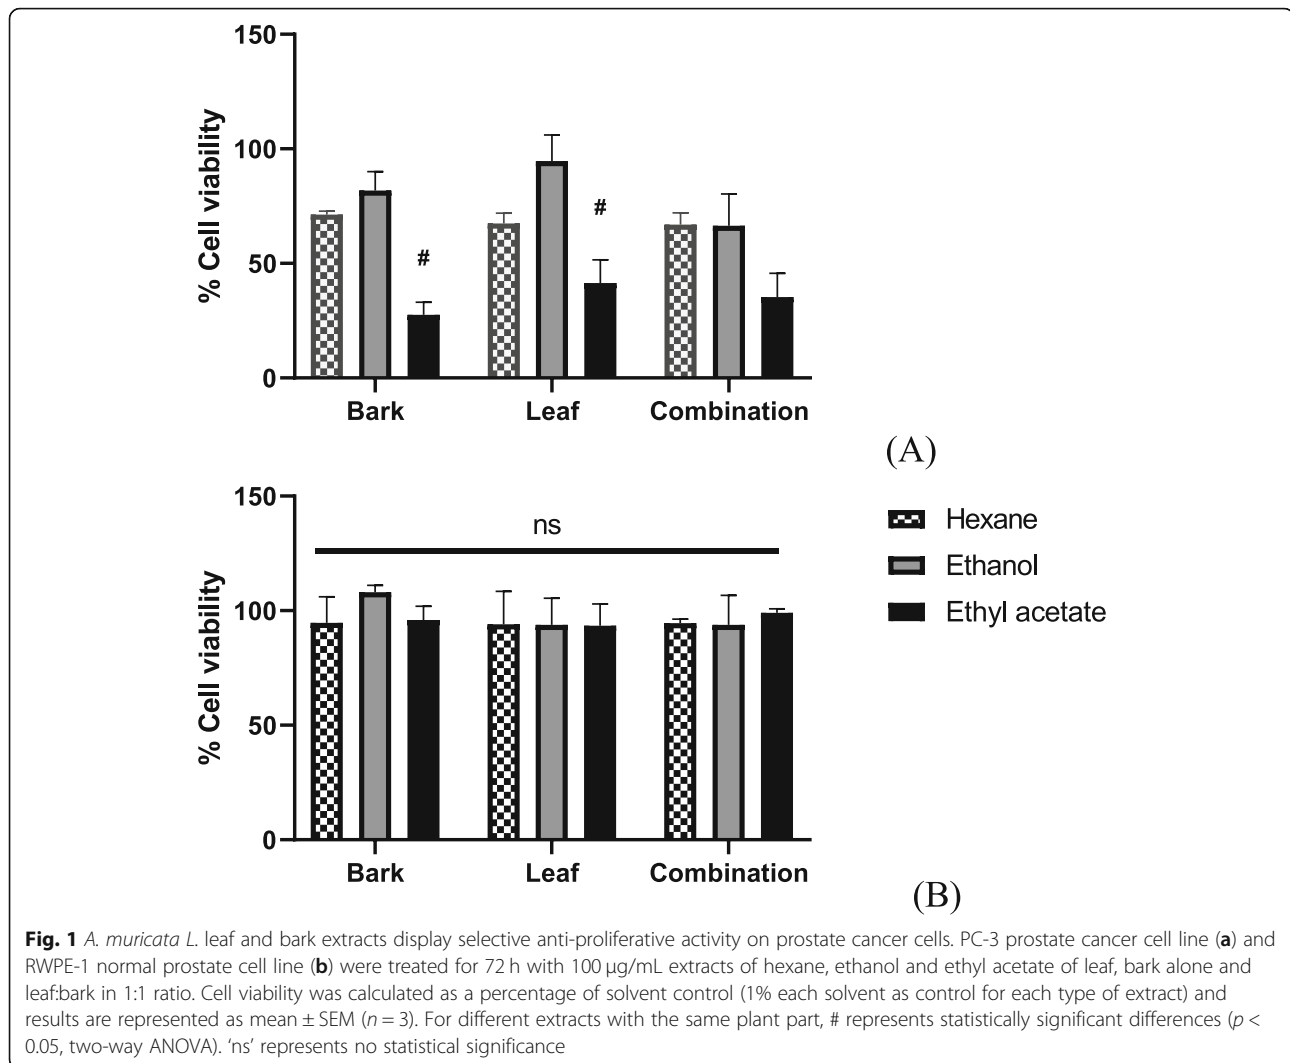 150
100
50
0
% Cell viability
#
#
Bark Leaf Combination
(A)
150
100
50
0
% Cell viability
ns
Hexane
Ethanol
Ethyl acetate
Bark Leaf Combination
(B)
Fig. 1 A. muricata L. leaf and bark extracts display selective anti-proliferative activity on prostate cancer cells. PC-3 prostate cancer cell line (a) and
RWPE-1 normal prostate cell line (b) were treated for 72 h with 100 μg/mL extracts of hexane, ethanol and ethyl acetate of leaf, bark alone and
leaf:bark in 1:1 ratio. Cell viability was calculated as a percentage of solvent control (1% each solvent as control for each type of extract) and
results are represented as mean ± SEM (n = 3). For different extracts with the same plant part, # represents statistically significant differences (p <
0.05, two-way ANOVA). ‘ns’ represents no statistical significance